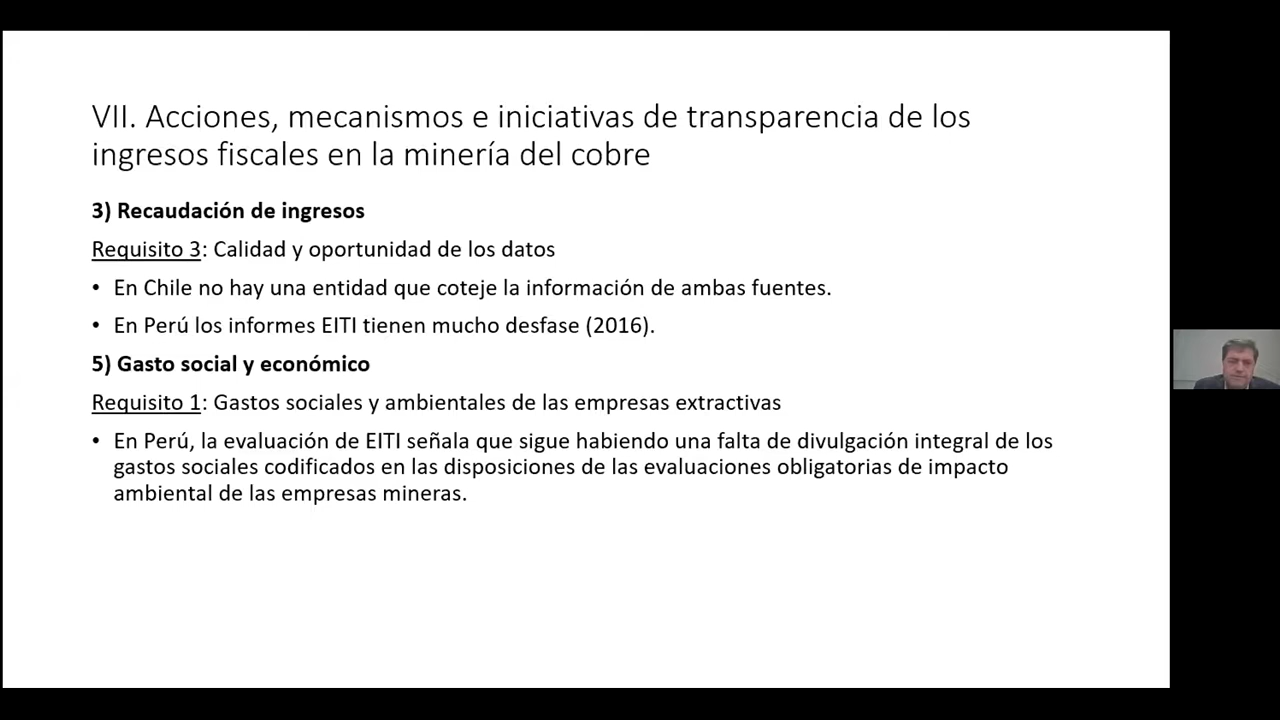 VII. Acciones, mecanismos e iniciativas de transparencia de los
ingresos fiscales en la minería del cobre
3) Recaudación de ingresos
Requisito 3: Calidad y oportunidad de los datos
• En Chile no hay una entidad que coteje la información de ambas fuentes.
• En Perú los informes EITI tienen mucho desfase (2016).
5) Gasto social y económico
Requisito 1: Gastos sociales y ambientales de las empresas extractivas
• En Perú, la evaluación de EITI señala que sigue habiendo una falta de divulgación integral de los
gastos sociales codificados en las disposiciones de las evaluaciones obligatorias de impacto
ambiental de las empresas mineras.